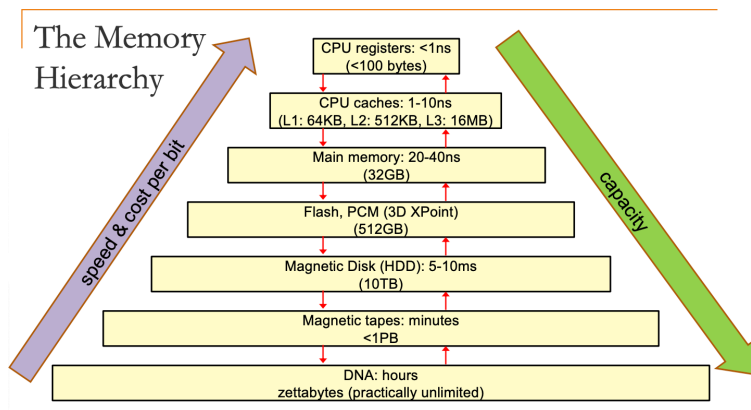 The Memory
Hierarchy
speed & cost per bit
capacity
CPU registers: <1ns
(<100 bytes)
CPU caches: 1-10ns
(L1: 64KB, L2: 512KB, L3: 16MB)
Main memory: 20-40ns
(32GB)
Flash, PCM (3D XPoint)
(512GB)
Magnetic Disk (HDD): 5-10ms
(10TB)
Magnetic tapes: minutes
<1PB
DNA: hours
zettabytes (practically unlimited)